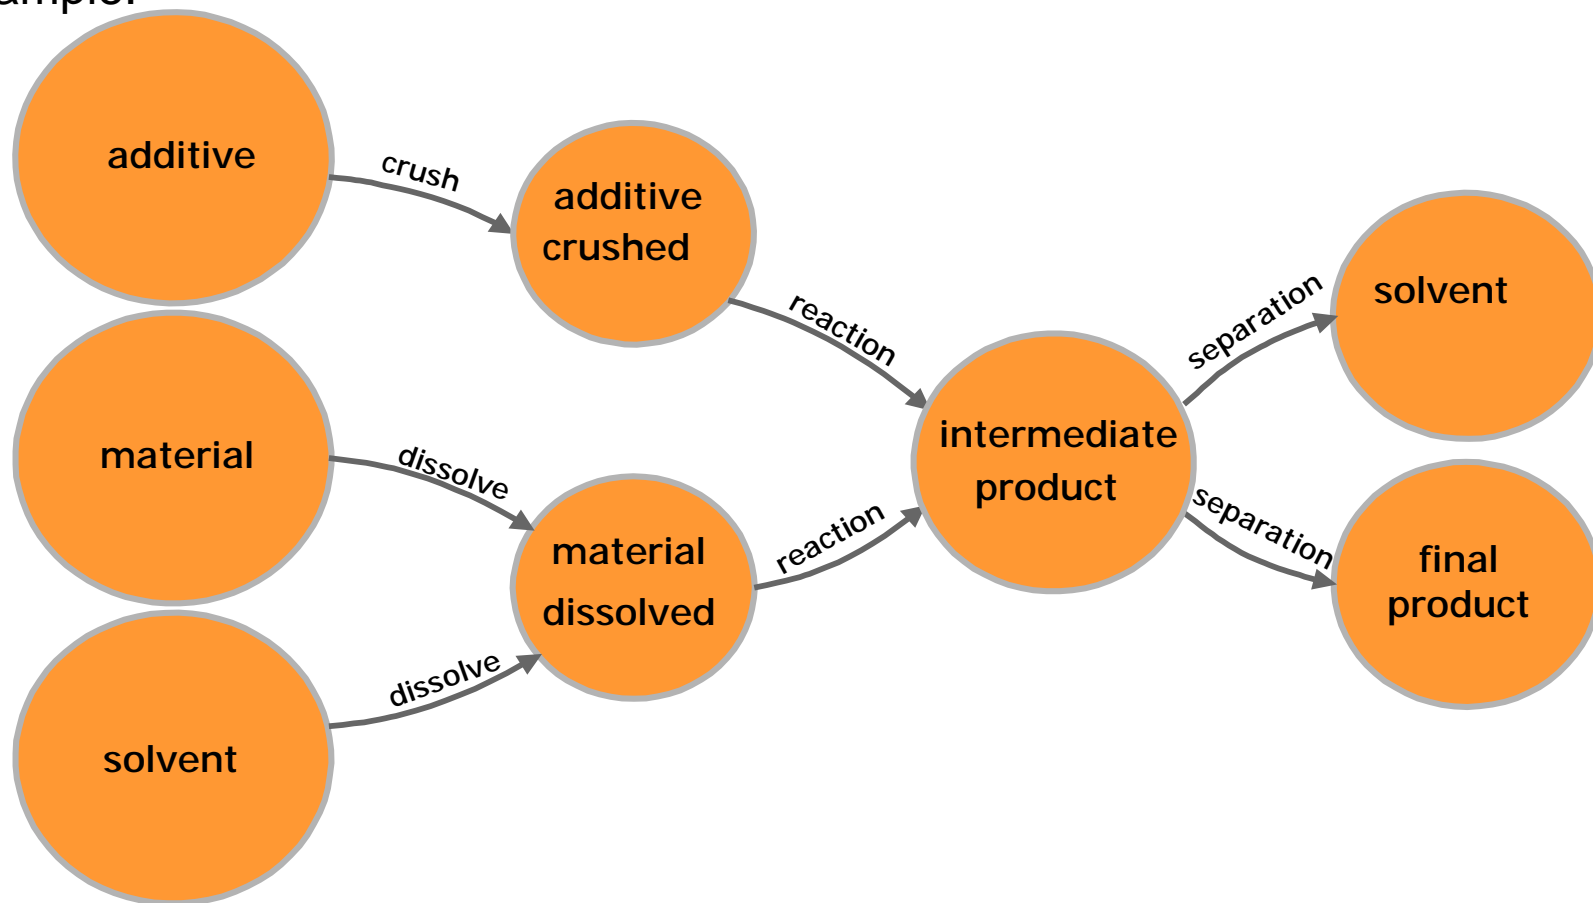 additive
crush
additive
crushed
reaction
material
dissolve
material
dissolved
reaction
solvent
dissolve
intermediate
product
separation
solvent
separation
final
product